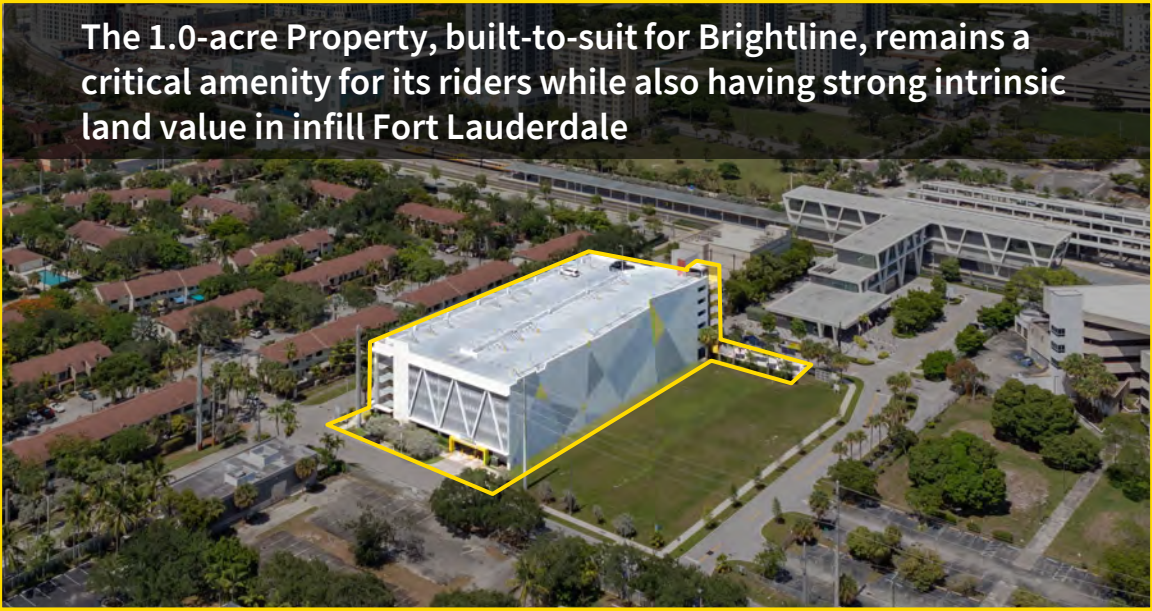 The 1.0-acre Property, built-to-suit for Brightline, remains a
critical amenity for its riders while also having strong intrinsic
land value in infill Fort Lauderdale